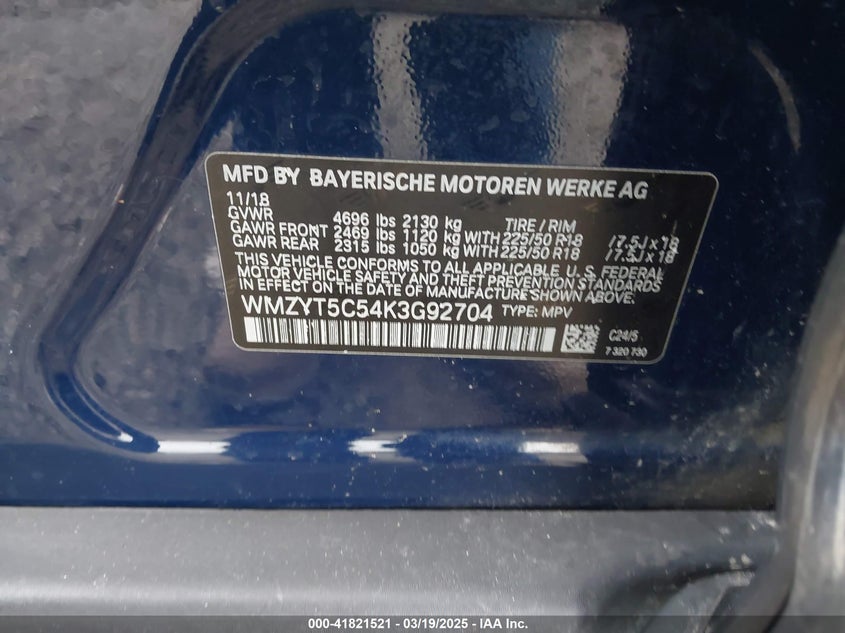 MFD BY BAYERISCHE MOTOREN WERKE AG
11/18
GVWR 4696 lbs 2130 kg TIRE / RIM
GAWR FRONT 2469 lbs 1120 kg WITH 225/50 R18 / 7.5J x 18
GAWR REAR 2315 lbs 1050 kg WITH 225/50 R18 / 7.5J x 18
THIS VEHICLE CONFORMS TO ALL APPLICABLE U.S. FEDERAL
MOTOR VEHICLE SAFETY AND THEFT PREVENTION STANDARDS
IN EFFECT ON THE DATE OF MANUFACTURE SHOWN ABOVE.
WMZYT5C54K3G92704 TYPE: MPV
C24/5
7 320 730
000-41821521 - 03/19/2025 - IAA Inc.